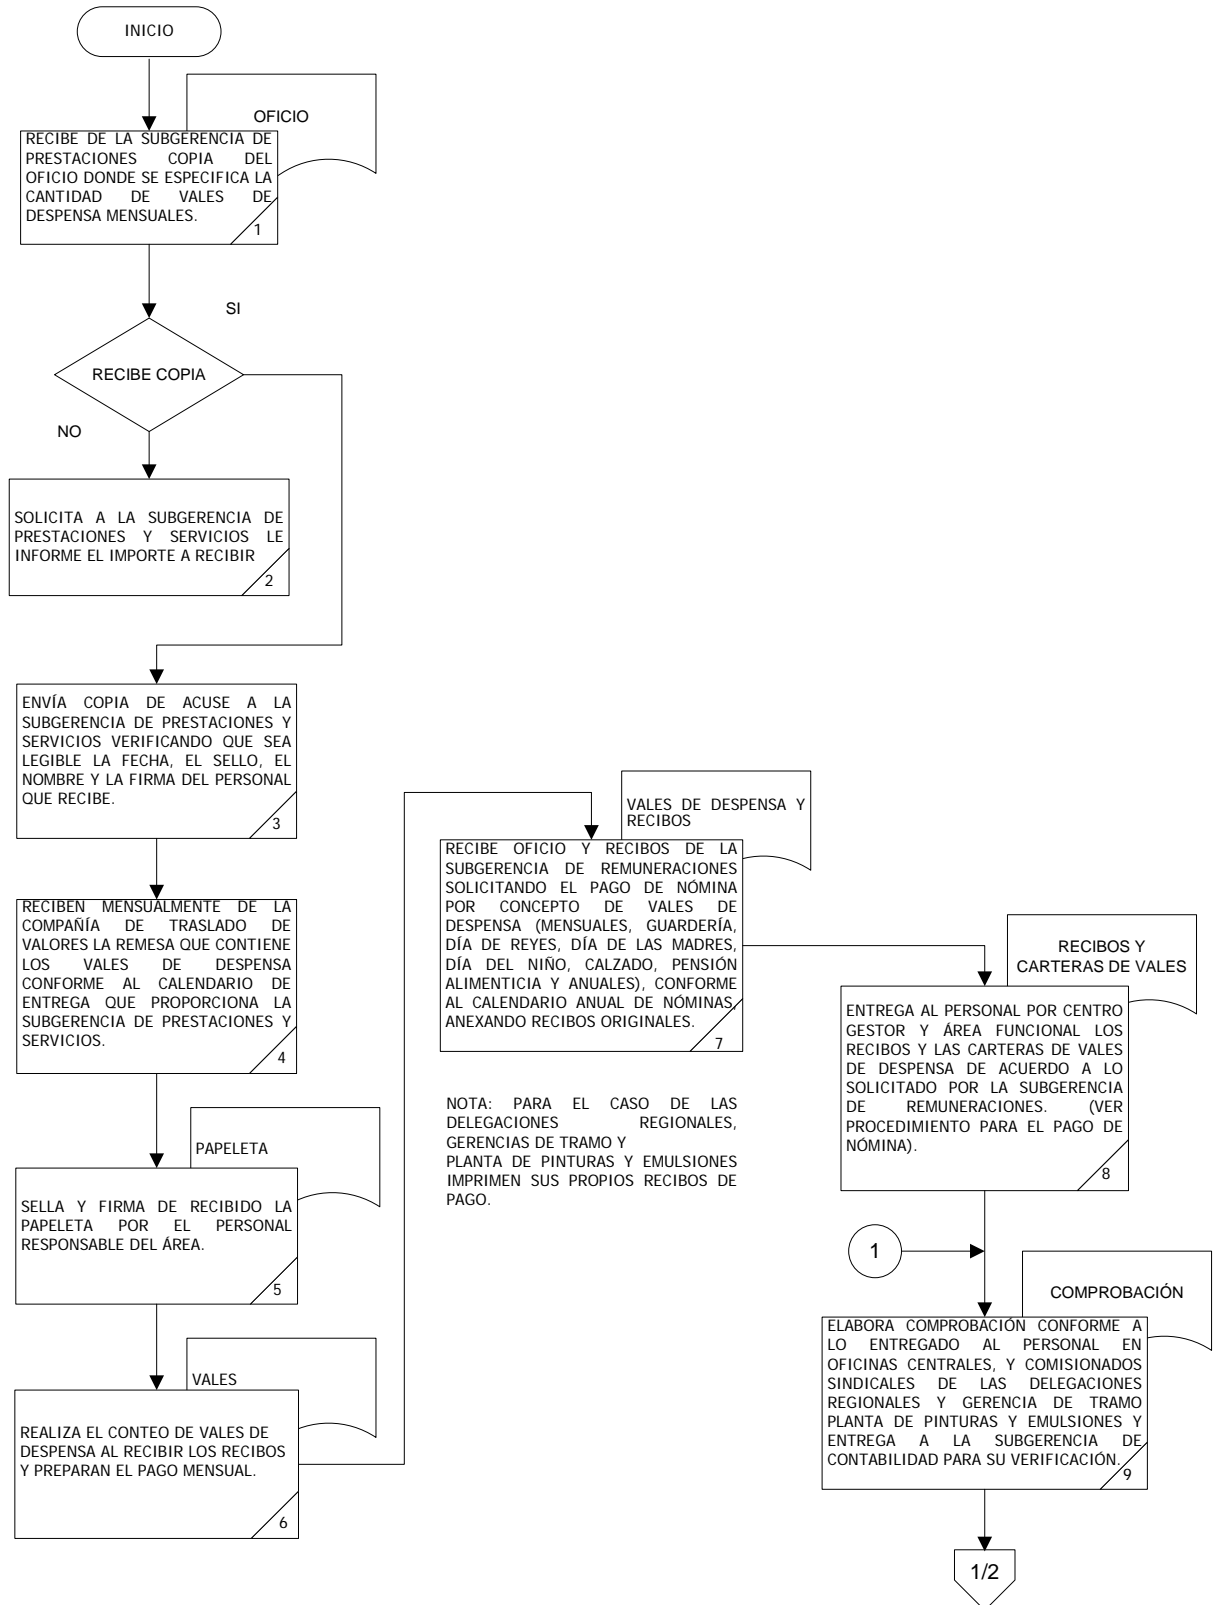 INICIO
OFICIO
RECIBE DE LA SUBGERENCIA DE
PRESTACIONES COPIA DEL
OFICIO DONDE SE ESPECIFICA LA
CANTIDAD DE VALES DE
DESPENSA MENSUALES.
1
SI
RECIBE COPIA
NO
SOLICITA A LA SUBGERENCIA DE
PRESTACIONES Y SERVICIOS LE
INFORME EL IMPORTE A RECIBIR
2
ENVÍA COPIA DE ACUSE A LA
SUBGERENCIA DE PRESTACIONES Y
SERVICIOS VERIFICANDO QUE SEA
LEGIBLE LA FECHA, EL SELLO, EL
NOMBRE Y LA FIRMA DEL PERSONAL
QUE RECIBE.
3
RECIBEN MENSUALMENTE DE LA
COMPAÑÍA DE TRASLADO DE
VALORES LA REMESA QUE CONTIENE
LOS VALES DE DESPENSA
CONFORME AL CALENDARIO DE
ENTREGA QUE PROPORCIONA LA
SUBGERENCIA DE PRESTACIONES Y
SERVICIOS.
4
PAPELETA
SELLA Y FIRMA DE RECIBIDO LA
PAPELETA POR EL PERSONAL
RESPONSABLE DEL ÁREA.
5
VALES
REALIZA EL CONTEO DE VALES DE
DESPENSA AL RECIBIR LOS RECIBOS
Y PREPARAN EL PAGO MENSUAL.
6
VALES DE DESPENSA Y
RECIBOS
RECIBE OFICIO Y RECIBOS DE LA
SUBGERENCIA DE REMUNERACIONES
SOLICITANDO EL PAGO DE NÓMINA
POR CONCEPTO DE VALES DE
DESPENSA (MENSUALES, GUARDERÍA,
DÍA DE REYES, DÍA DE LAS MADRES,
DÍA DEL NIÑO, CALZADO, PENSIÓN
ALIMENTICIA Y ANUALES), CONFORME
AL CALENDARIO ANUAL DE NÓMINAS,
ANEXANDO RECIBOS ORIGINALES.
7
NOTA: PARA EL CASO DE LAS
DELEGACIONES REGIONALES,
GERENCIAS DE TRAMO Y
PLANTA DE PINTURAS Y EMULSIONES
IMPRIMEN SUS PROPIOS RECIBOS DE
PAGO.
RECIBOS Y
CARTERAS DE VALES
ENTREGA AL PERSONAL POR CENTRO
GESTOR Y ÁREA FUNCIONAL LOS
RECIBOS Y LAS CARTERAS DE VALES
DE DESPENSA DE ACUERDO A LO
SOLICITADO POR LA SUBGERENCIA
DE REMUNERACIONES. (VER
PROCEDIMIENTO PARA EL PAGO DE
NÓMINA).
8
1
COMPROBACIÓN
ELABORA COMPROBACIÓN CONFORME A
LO ENTREGADO AL PERSONAL EN
OFICINAS CENTRALES, Y COMISIONADOS
SINDICALES DE LAS DELEGACIONES
REGIONALES Y GERENCIA DE TRAMO
PLANTA DE PINTURAS Y EMULSIONES Y
ENTREGA A LA SUBGERENCIA DE
CONTABILIDAD PARA SU VERIFICACIÓN.
9
1/2